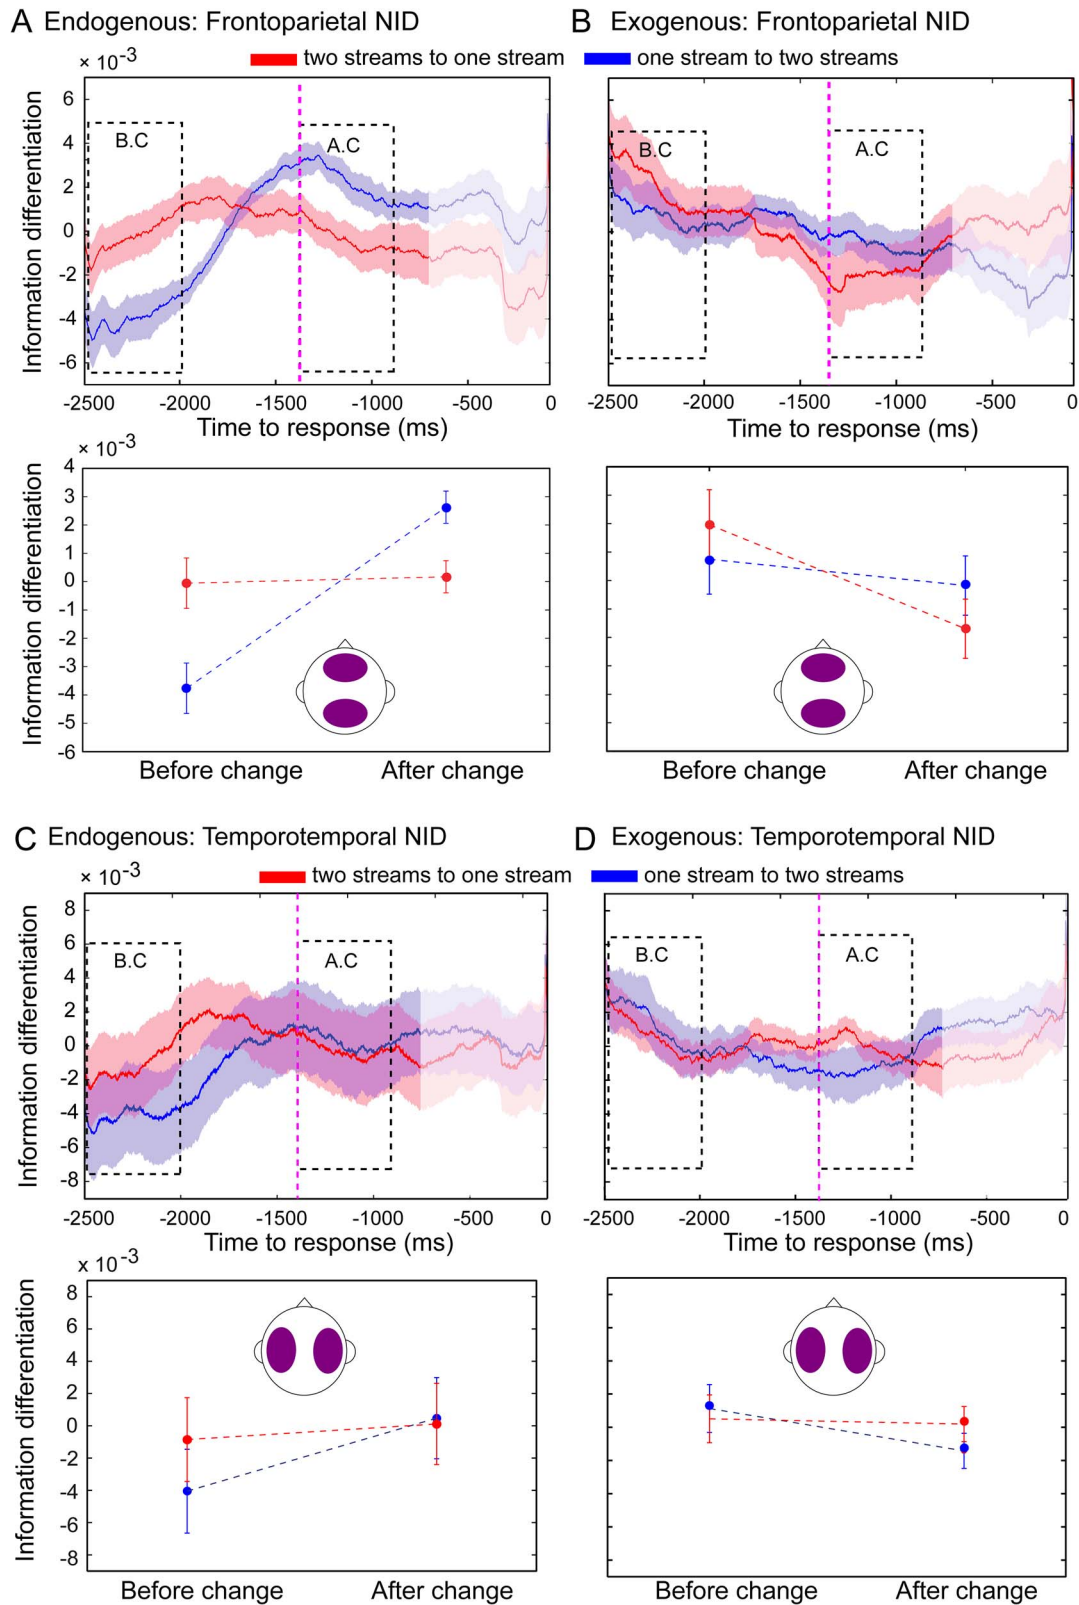 A Endogenous: Frontoparietal NID
B Exogenous: Frontoparietal NID
two streams to one stream
one stream to two streams
× 10⁻³
Information differentiation
6
4
2
0
-2
-4
-6
B.C
A.C
-2500 -2000 -1500 -1000 -500 0
Time to response (ms)
B.C
A.C
-2500 -2000 -1500 -1000 -500 0
Time to response (ms)
× 10⁻³
Information differentiation
4
3
2
1
0
-1
-2
-3
-4
-5
-6
Before change After change
Before change After change
C Endogenous: Temporotemporal NID
D Exogenous: Temporotemporal NID
two streams to one stream
one stream to two streams
× 10⁻³
Information differentiation
8
6
4
2
0
-2
-4
-6
-8
B.C
A.C
-2500 -2000 -1500 -1000 -500 0
Time to response (ms)
B.C
A.C
-2500 -2000 -1500 -1000 -500 0
Time to response (ms)
x 10⁻³
Information differentiation
8
6
4
2
0
-2
-4
-6
-8
Before change After change
Before change After change